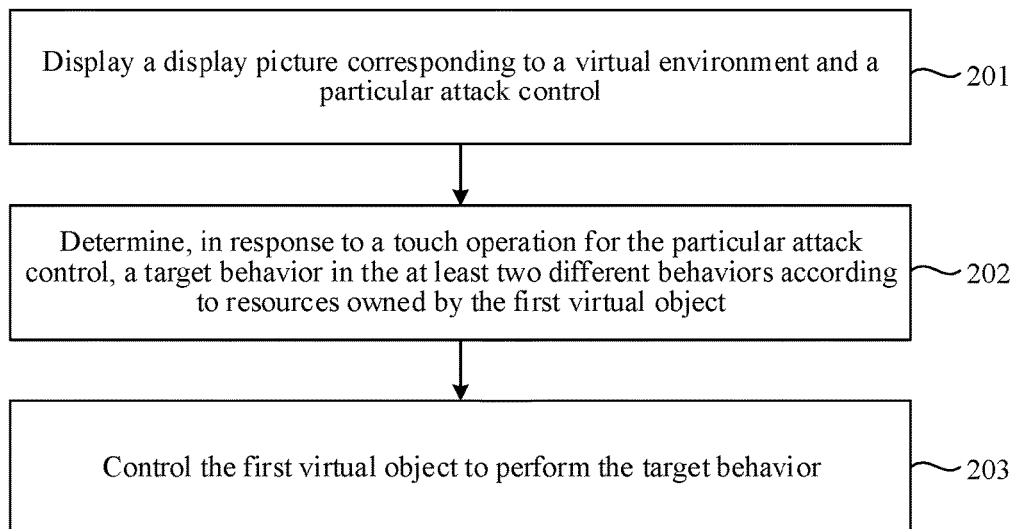 Display a display picture corresponding to a virtual environment and a
particular attack control
201
Determine, in response to a touch operation for the particular attack
control, a target behavior in the at least two different behaviors according
to resources owned by the first virtual object
202
Control the first virtual object to perform the target behavior
203